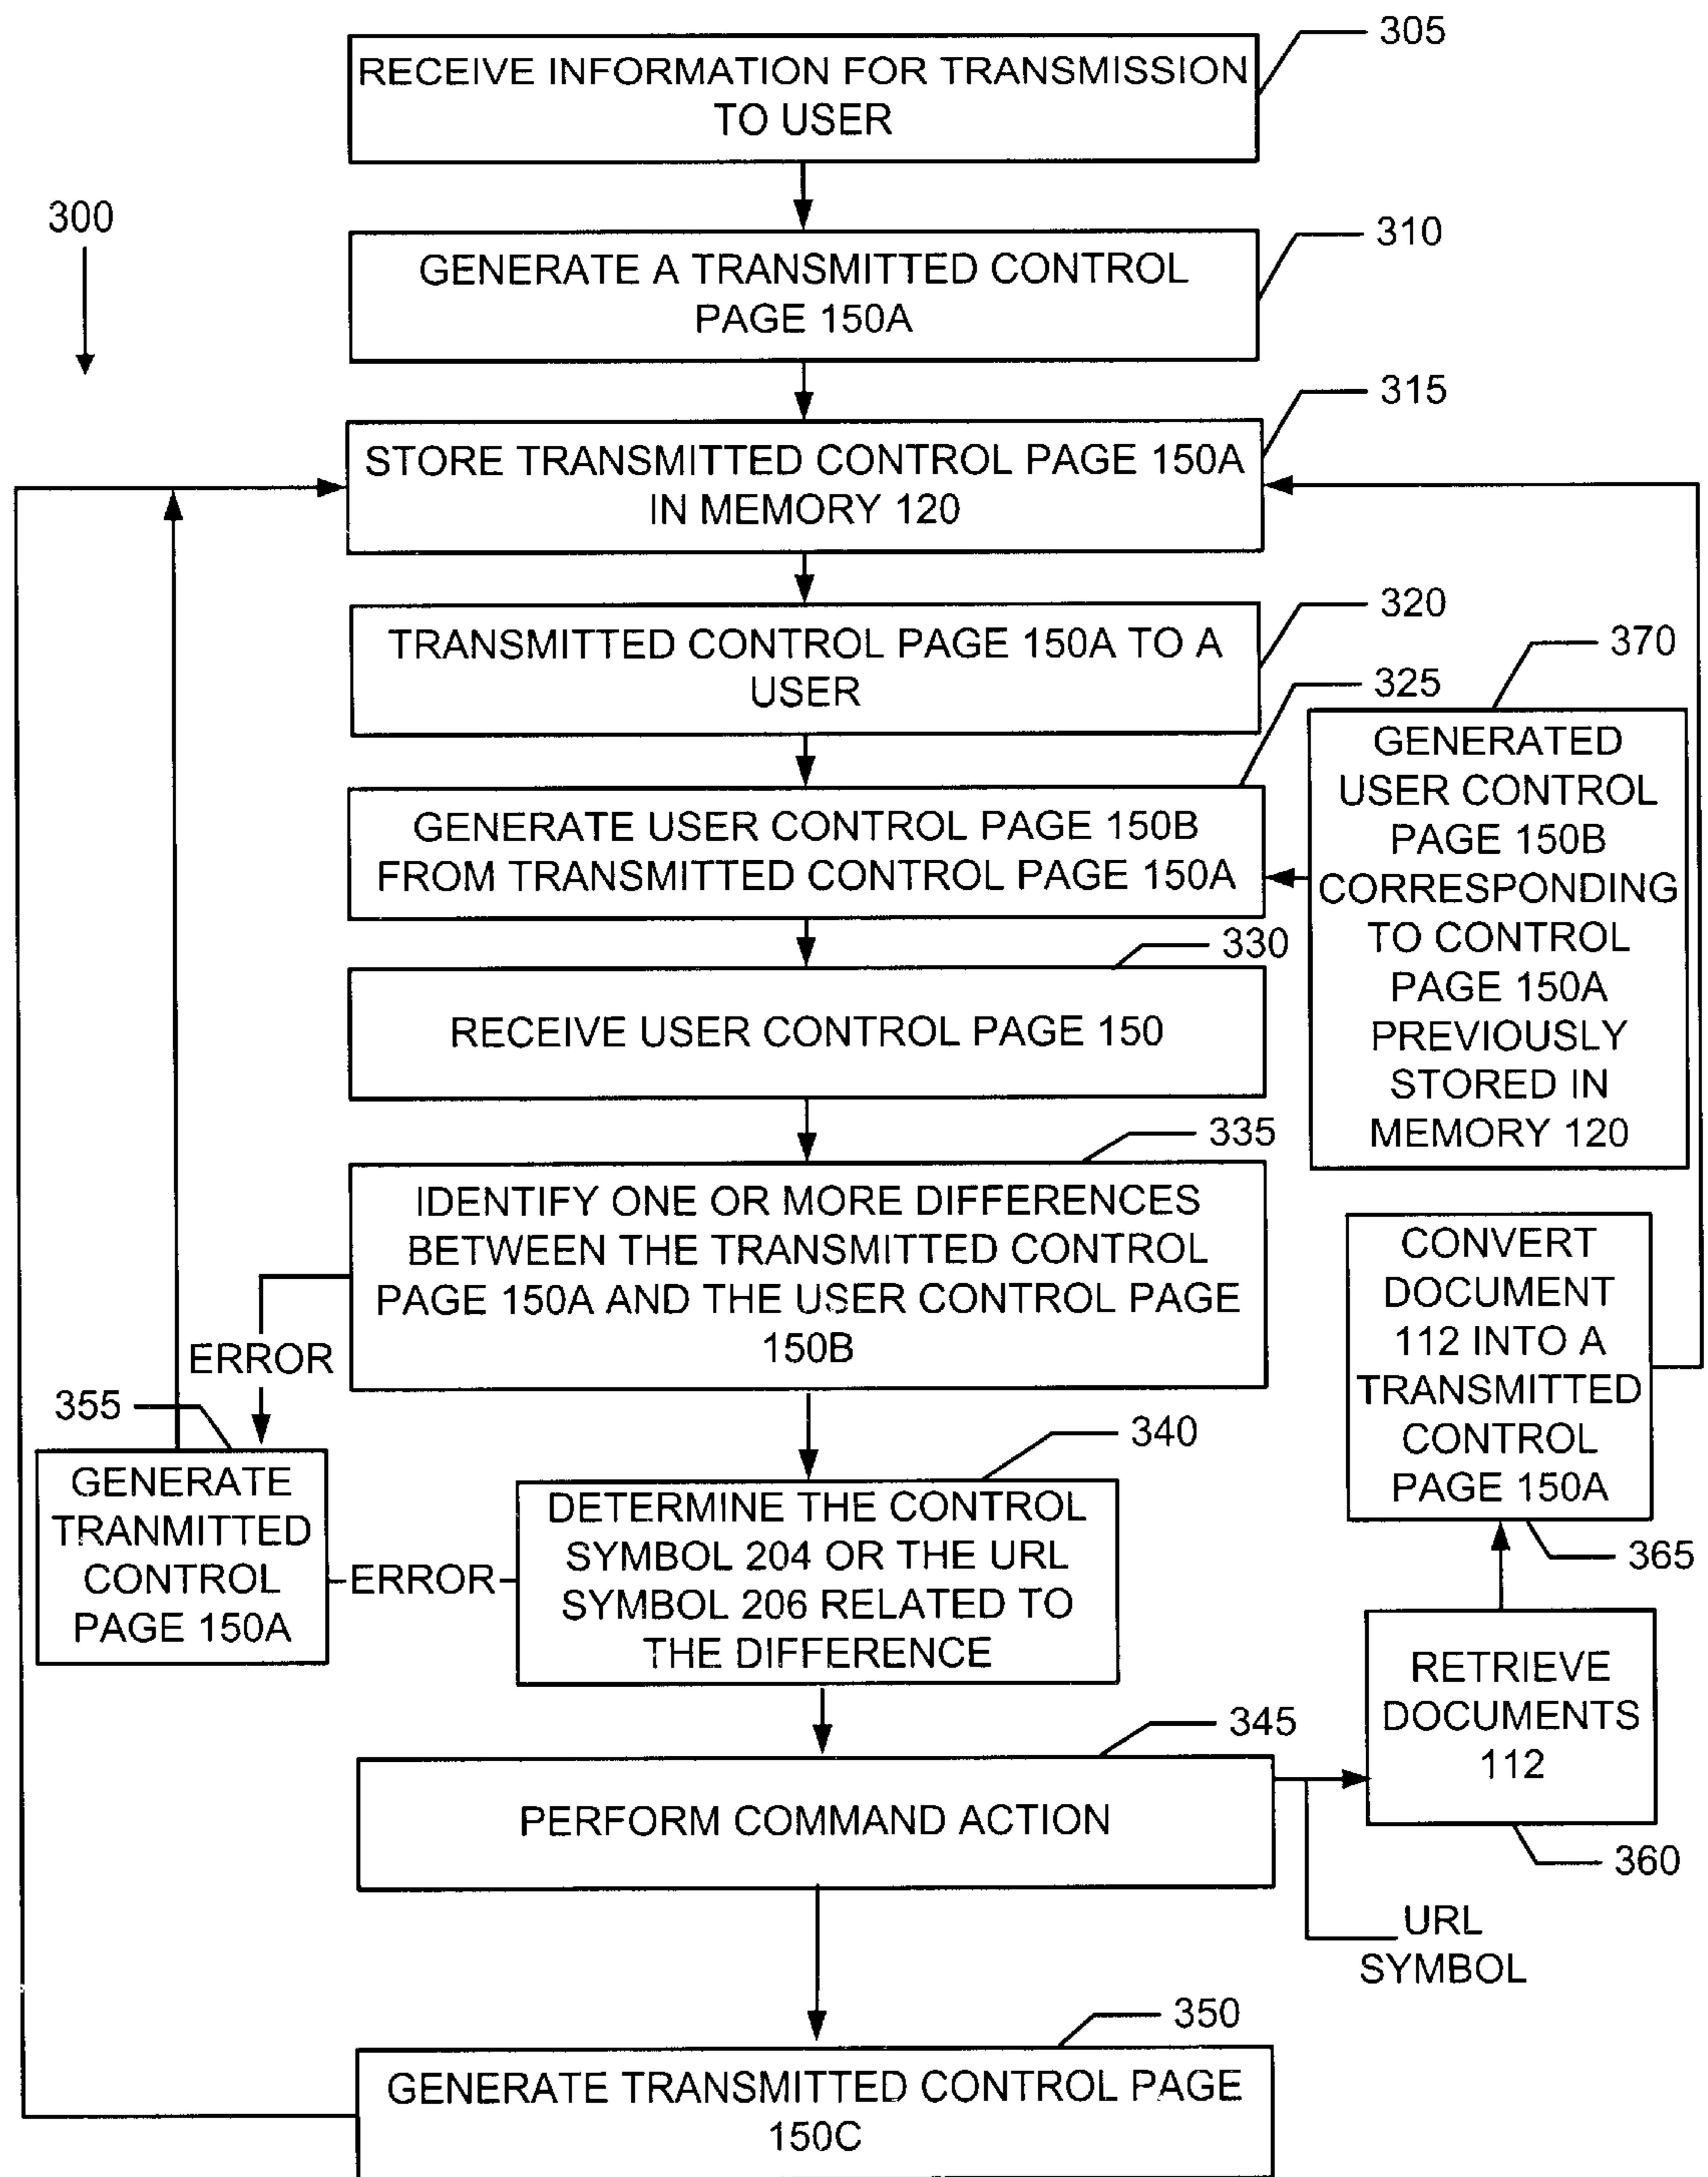 305
RECEIVE INFORMATION FOR TRANSMISSION
TO USER
300
310
GENERATE A TRANSMITTED CONTROL
PAGE 150A
315
STORE TRANSMITTED CONTROL PAGE 150A
IN MEMORY 120
320
TRANSMITTED CONTROL PAGE 150A TO A
USER
325
GENERATE USER CONTROL PAGE 150B
FROM TRANSMITTED CONTROL PAGE 150A
370
GENERATED
USER CONTROL
PAGE 150B
CORRESPONDING
TO CONTROL
PAGE 150A
PREVIOUSLY
STORED IN
MEMORY 120
330
RECEIVE USER CONTROL PAGE 150
335
IDENTIFY ONE OR MORE DIFFERENCES
BETWEEN THE TRANSMITTED CONTROL
PAGE 150A AND THE USER CONTROL PAGE
150B
ERROR
355
GENERATE
TRANMITTED
CONTROL
PAGE 150A
ERROR
340
DETERMINE THE CONTROL
SYMBOL 204 OR THE URL
SYMBOL 206 RELATED TO
THE DIFFERENCE
CONVERT
DOCUMENT
112 INTO A
TRANSMITTED
CONTROL
PAGE 150A
365
RETRIEVE
DOCUMENTS
112
360
345
PERFORM COMMAND ACTION
URL
SYMBOL
350
GENERATE TRANSMITTED CONTROL PAGE
150C